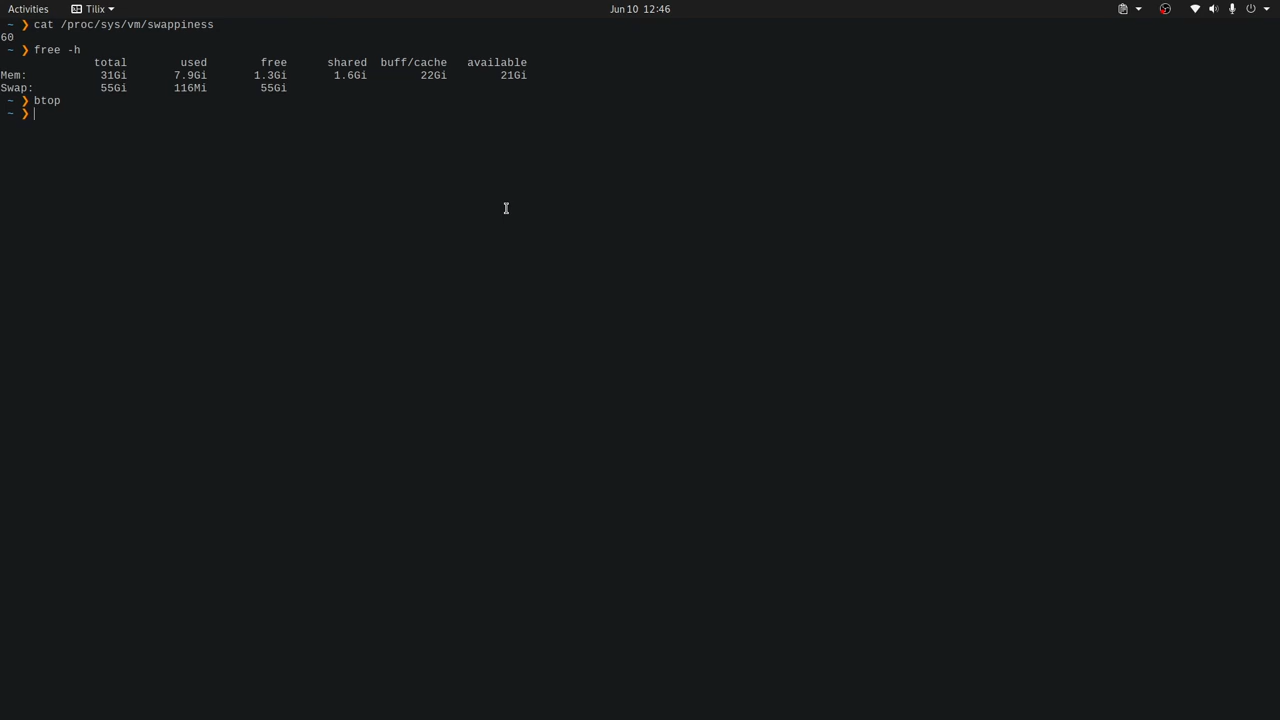 Activities Tilix Jun 10 12:46
~ ❯ cat /proc/sys/vm/swappiness
60
~ ❯ free -h
total used free shared buff/cache available
Mem: 31Gi 7.9Gi 1.3Gi 1.6Gi 22Gi 21Gi
Swap: 55Gi 116Mi 55Gi
~ ❯ btop
~ ❯